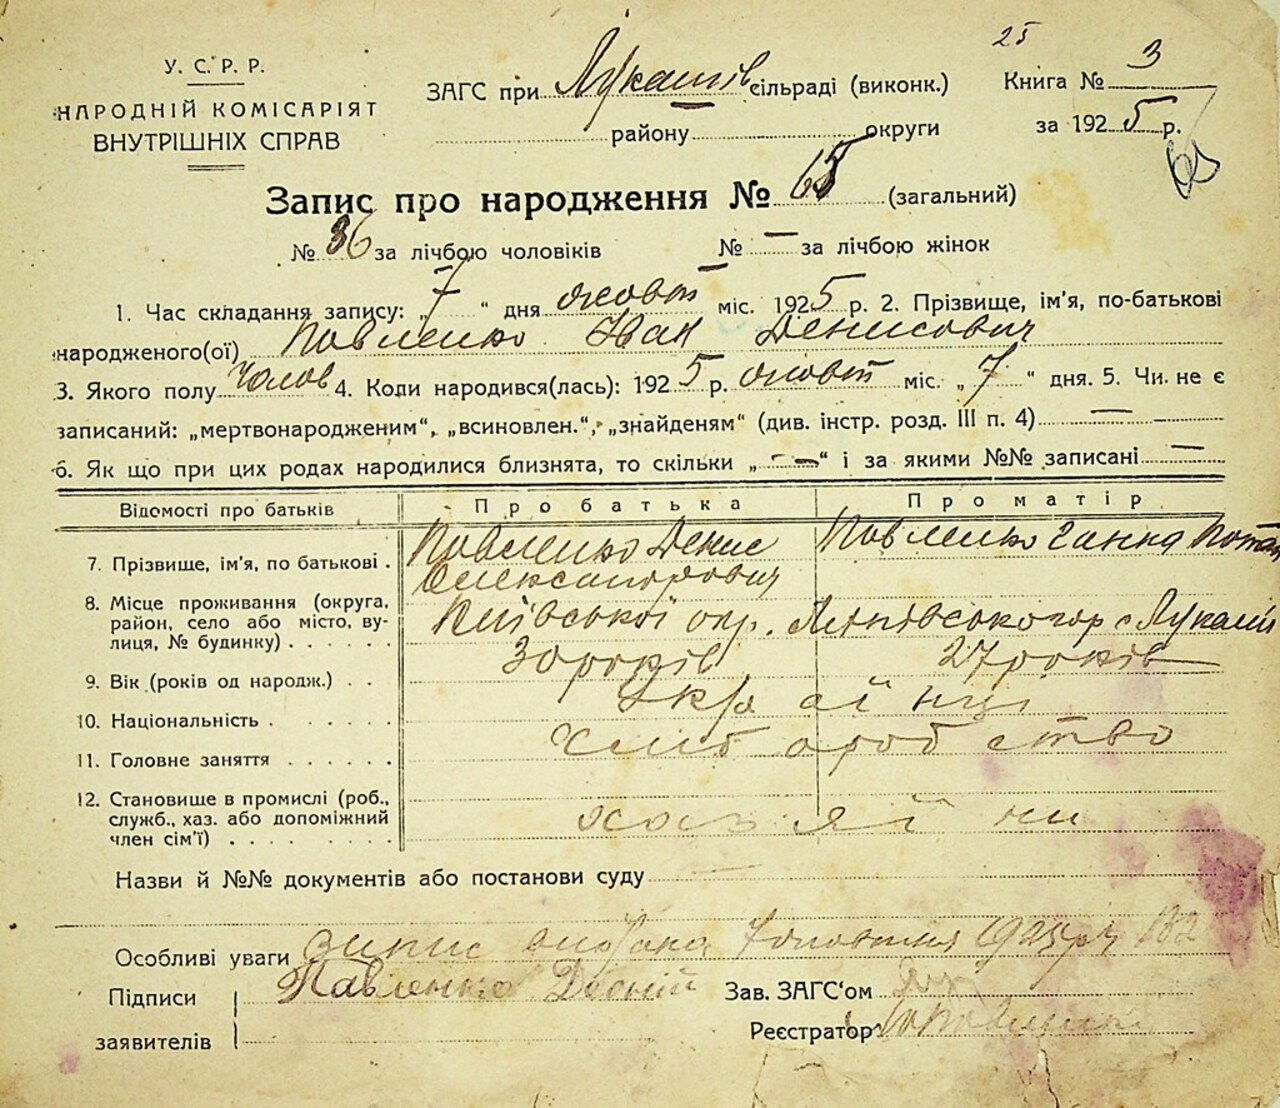 25
У. С. Р. Р.
НАРОДНІЙ КОМІСАРІЯТ
ВНУТРІШНІХ СПРАВ
ЗАГС при Лукашів сільраді (виконк.)
району округи
Книга № 3
за 1925 р.
Запис про народження № 65 (загальний)
№ 36 за лічбою чоловіків № — за лічбою жінок
1. Час складання запису: „ 7 “ дня жовт міс. 1925 р. 2. Прізвище, ім'я, по-батькові
народженого(ої) Павленко Іван Денисович
3. Якого полу Чолов 4. Коли народився(лась): 1925 р. жовт міс. „ 7 “ дня. 5. Чи не є
записаний: „мертвонародженим“, „всиновлен.“, „знайденям“ (див. інстр. розд. III п. 4) —
6. Як що при цих родах народилися близнята, то скільки „ — “ і за якими №№ записані —
Відомості про батьків Про батька Про матір
7. Прізвище, ім'я, по батькові . Павленко Денис Олександрович Павленко Ганна
8. Місце проживання (округа, район, село або місто, вулиця, № будинку) Київської окр.
9. Вік (років од народж.) . . 30 років 27 років
10. Національність . Українці
11. Головне заняття Хліборобство
12. Становище в промислі (роб., служб., хаз. або допоміжний член сім'ї) хазяїни
Назви й №№ документів або постанови суду
Особливі уваги 7 1925 р
Підписи Павленко
заявителів
Зав. ЗАГС'ом
Реєстратор